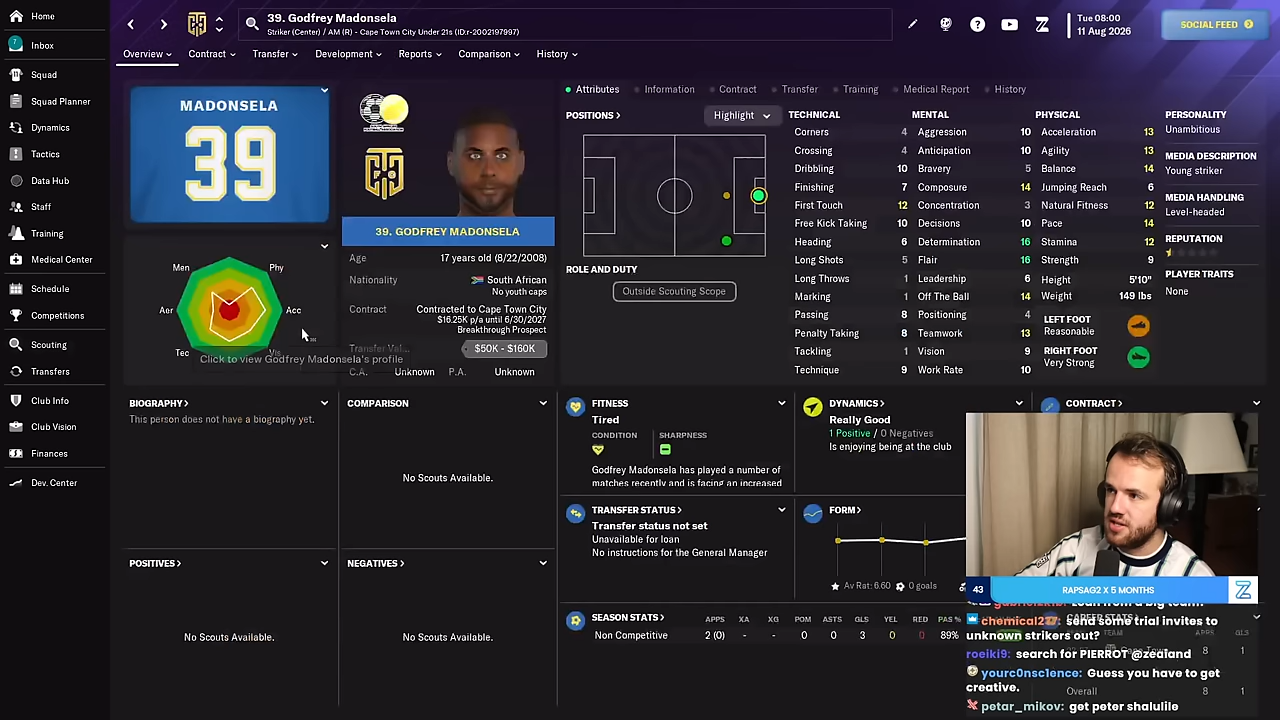 Home
7
Inbox
Squad
Squad Planner
Dynamics
Tactics
Data Hub
Staff
Training
Medical Center
Schedule
Competitions
Scouting
Transfers
Club Info
Club Vision
Finances
Dev. Center
39. Godfrey Madonsela
Striker (Center) / AM (R) - Cape Town City Under 21s (ID:r-2002197997)
Tue 08:00
11 Aug 2026
SOCIAL FEED
Overview
Contract
Transfer
Development
Reports
Comparison
History
MADONSELA
39
39. GODFREY MADONSELA
Age 17 years old (8/22/2008)
Nationality South African
No youth caps
Contract Contracted to Cape Town City
$16.25K p/a until 6/30/2027
Breakthrough Prospect
Transfer Val... $50K - $160K
C.A. Unknown P.A. Unknown
Men Phy
Aer Acc
Tec Vis
Click to view Godfrey Madonsela's profile
Attributes Information Contract Transfer Training Medical Report History
POSITIONS
Highlight
ROLE AND DUTY
Outside Scouting Scope
TECHNICAL
Corners 4
Crossing 4
Dribbling 10
Finishing 7
First Touch 12
Free Kick Taking 10
Heading 6
Long Shots 5
Long Throws 1
Marking 1
Passing 8
Penalty Taking 8
Tackling 1
Technique 9
MENTAL
Aggression 10
Anticipation 10
Bravery 5
Composure 14
Concentration 3
Decisions 10
Determination 16
Flair 16
Leadership 6
Off The Ball 14
Positioning 4
Teamwork 13
Vision 9
Work Rate 10
PHYSICAL
Acceleration 13
Agility 13
Balance 14
Jumping Reach 6
Natural Fitness 12
Pace 14
Stamina 12
Strength 9
Height 5'10"
Weight 149 lbs
LEFT FOOT
Reasonable
RIGHT FOOT
Very Strong
PERSONALITY
Unambitious
MEDIA DESCRIPTION
Young striker
MEDIA HANDLING
Level-headed
REPUTATION
PLAYER TRAITS
None
BIOGRAPHY
This person does not have a biography yet.
COMPARISON
No Scouts Available.
POSITIVES
No Scouts Available.
NEGATIVES
No Scouts Available.
FITNESS
Tired
CONDITION SHARPNESS
Godfrey Madonsela has played a number of
matches recently and is facing an increased
DYNAMICS
Really Good
1 Positive / 0 Negatives
Is enjoying being at the club
CONTRACT
TRANSFER STATUS
Transfer status not set
Unavailable for loan
No instructions for the General Manager
FORM
Av Rat: 6.60 0 goals
SEASON STATS
APPS XA XG POM ASTS GLS YEL RED PAS %
Non Competitive 2 (0) - - 0 0 3 0 0 89%
43 RAPSAG2 X 5 MONTHS
chemical237: send some trial invites to
unknown strikers out?
roeiki9: search for PIERROT @zealand
yourc0nsc1ence: Guess you have to get
creative.
petar_mikov: get peter shalulile
8 1
Overall 8 1